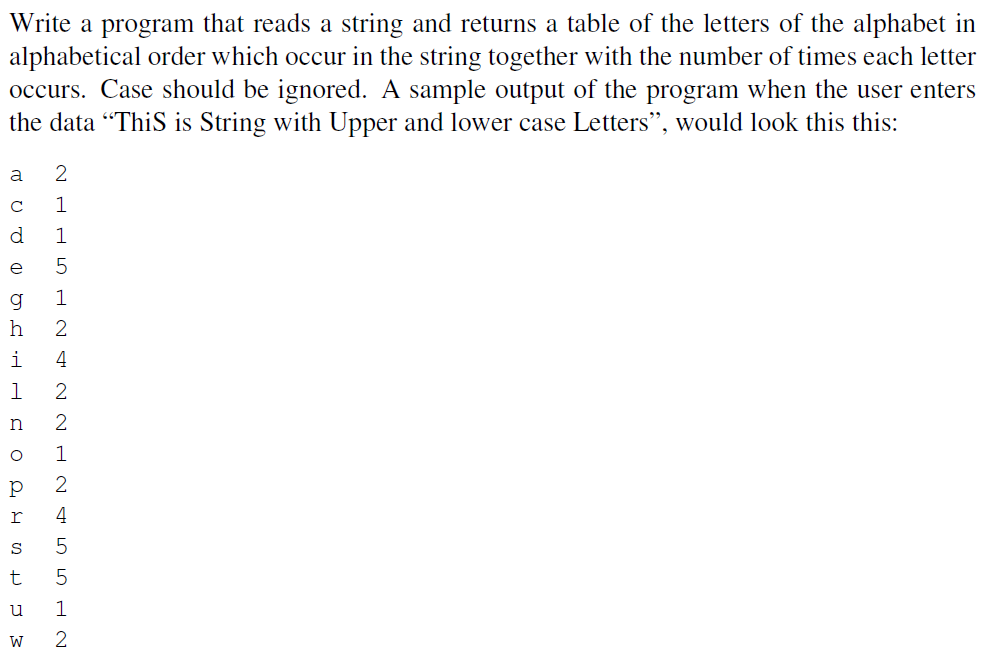 Write a program that reads a string and returns a table of the letters of the alphabet in
alphabetical order which occur in the string together with the number of times each letter
occurs. Case should be ignored. A sample output of the program when the user enters
the data “ThiS is String with Upper and lower case Letters”, would look this this:
a 2
c 1
d 1
e 5
g 1
h 2
i 4
l 2
n 2
o 1
p 2
r 4
s 5
t 5
u 1
w 2